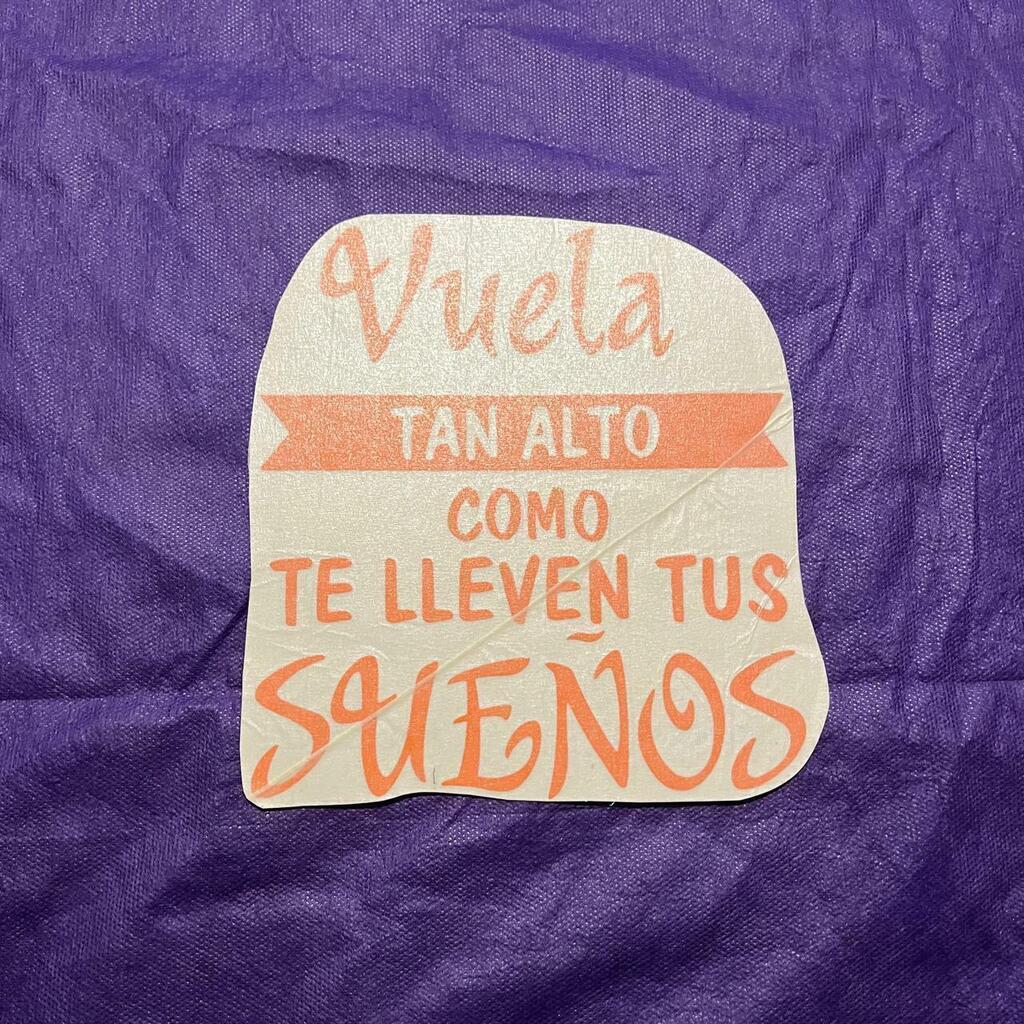 Vuela
TAN ALTO
COMO
TE LLEVEN TUS
SUEÑOS